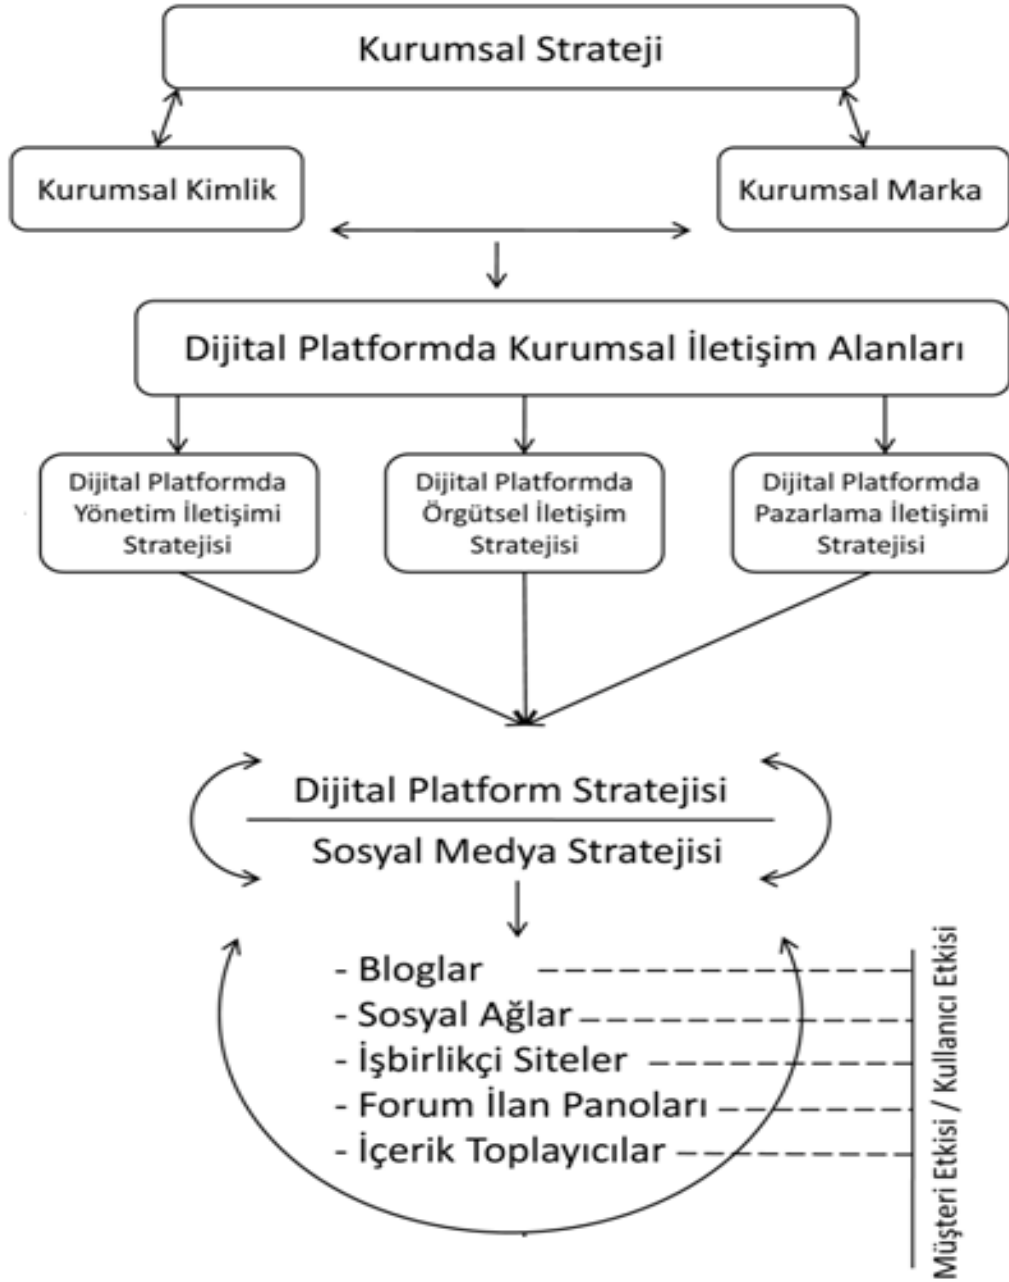 Kurumsal Strateji
Kurumsal Kimlik
Kurumsal Marka
Dijital Platformda Kurumsal İletişim Alanları
Dijital Platformda
Yönetim İletişimi
Stratejisi
Dijital Platformda
Örgütsel İletişim
Stratejisi
Dijital Platformda
Pazarlama İletişimi
Stratejisi
Dijital Platform Stratejisi
Sosyal Medya Stratejisi
- Bloglar
- Sosyal Ağlar
- İşbirlikçi Siteler
- Forum İlan Panoları
- İçerik Toplayıcılar
Müşteri Etkisi / Kullanıcı Etkisi